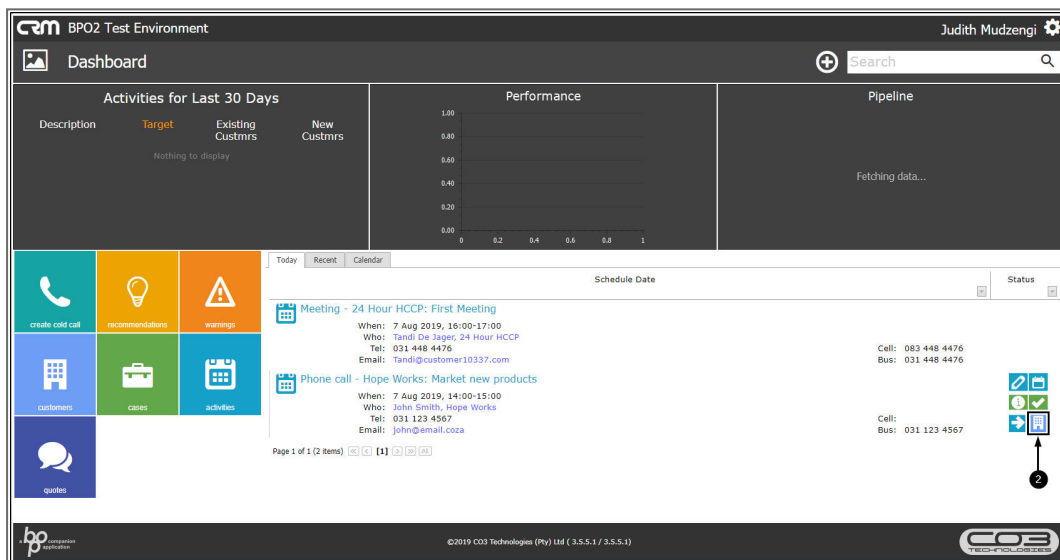 CRM BPO2 Test Environment
Judith Mudzengi
Dashboard
Search
Activities for Last 30 Days
Description Target Existing Custmrs New Custmrs
Nothing to display
Performance
1.00
0.80
0.60
0.40
0.20
0.00
0 0.2 0.4 0.6 0.8 1
Pipeline
Fetching data...
create cold call
recommendations
warnings
customers
cases
activities
quotes
Today Recent Calendar
Schedule Date Status
Meeting - 24 Hour HCCP: First Meeting
When: 7 Aug 2019, 16:00-17:00
Who: Tandi De Jager, 24 Hour HCCP
Tel: 031 448 4476 Cell: 083 448 4476
Email: Tandi@customer10337.com Bus: 031 448 4476
Phone call - Hope Works: Market new products
When: 7 Aug 2019, 14:00-15:00
Who: John Smith, Hope Works
Tel: 031 123 4567 Cell:
Email: john@email.coza Bus: 031 123 4567
Page 1 of 1 (2 items) [1] All
2
a bp companion application
©2019 CO3 Technologies (Pty) Ltd ( 3.5.5.1 / 3.5.5.1)
CO3
TECHNOLOGIES